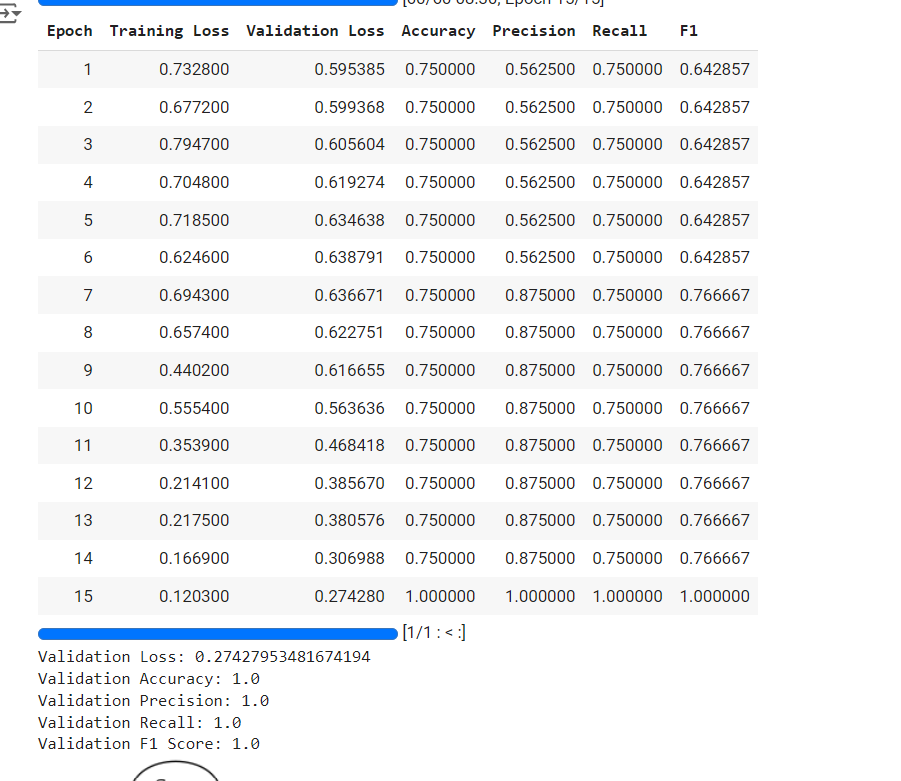 Epoch Training Loss Validation Loss Accuracy Precision Recall F1
1 0.732800 0.595385 0.750000 0.562500 0.750000 0.642857
2 0.677200 0.599368 0.750000 0.562500 0.750000 0.642857
3 0.794700 0.605604 0.750000 0.562500 0.750000 0.642857
4 0.704800 0.619274 0.750000 0.562500 0.750000 0.642857
5 0.718500 0.634638 0.750000 0.562500 0.750000 0.642857
6 0.624600 0.638791 0.750000 0.562500 0.750000 0.642857
7 0.694300 0.636671 0.750000 0.875000 0.750000 0.766667
8 0.657400 0.622751 0.750000 0.875000 0.750000 0.766667
9 0.440200 0.616655 0.750000 0.875000 0.750000 0.766667
10 0.555400 0.563636 0.750000 0.875000 0.750000 0.766667
11 0.353900 0.468418 0.750000 0.875000 0.750000 0.766667
12 0.214100 0.385670 0.750000 0.875000 0.750000 0.766667
13 0.217500 0.380576 0.750000 0.875000 0.750000 0.766667
14 0.166900 0.306988 0.750000 0.875000 0.750000 0.766667
15 0.120300 0.274280 1.000000 1.000000 1.000000 1.000000
[1/1 : < :]
Validation Loss: 0.27427953481674194
Validation Accuracy: 1.0
Validation Precision: 1.0
Validation Recall: 1.0
Validation F1 Score: 1.0